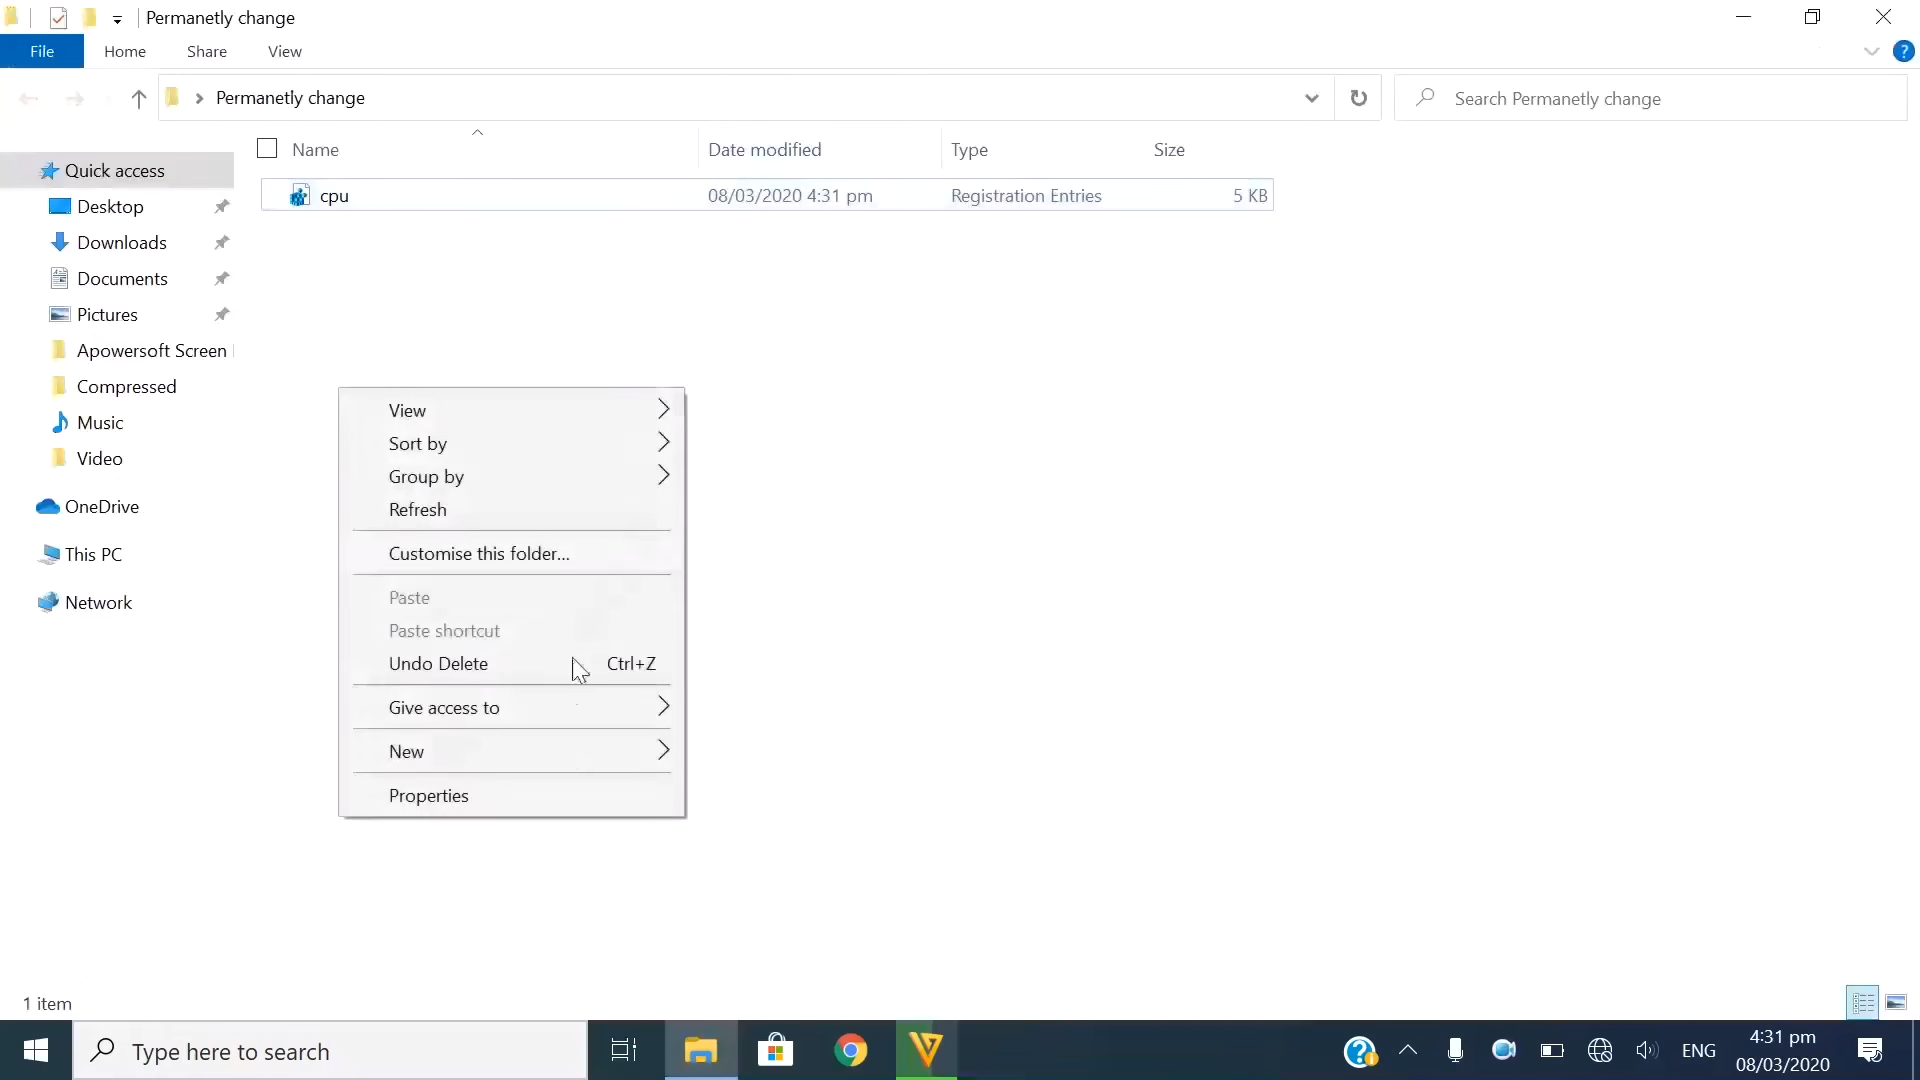 Permanetly change
File Home Share View
Permanetly change
Search Permanetly change
Name Date modified Type Size
cpu 08/03/2020 4:31 pm Registration Entries 5 KB
Quick access
Desktop
Downloads
Documents
Pictures
Apowersoft Screen
Compressed
Music
Video
OneDrive
This PC
Network
View
Sort by
Group by
Refresh
Customise this folder...
Paste
Paste shortcut
Undo Delete Ctrl+Z
Give access to
New
Properties
1 item
Type here to search
ENG
4:31 pm
08/03/2020